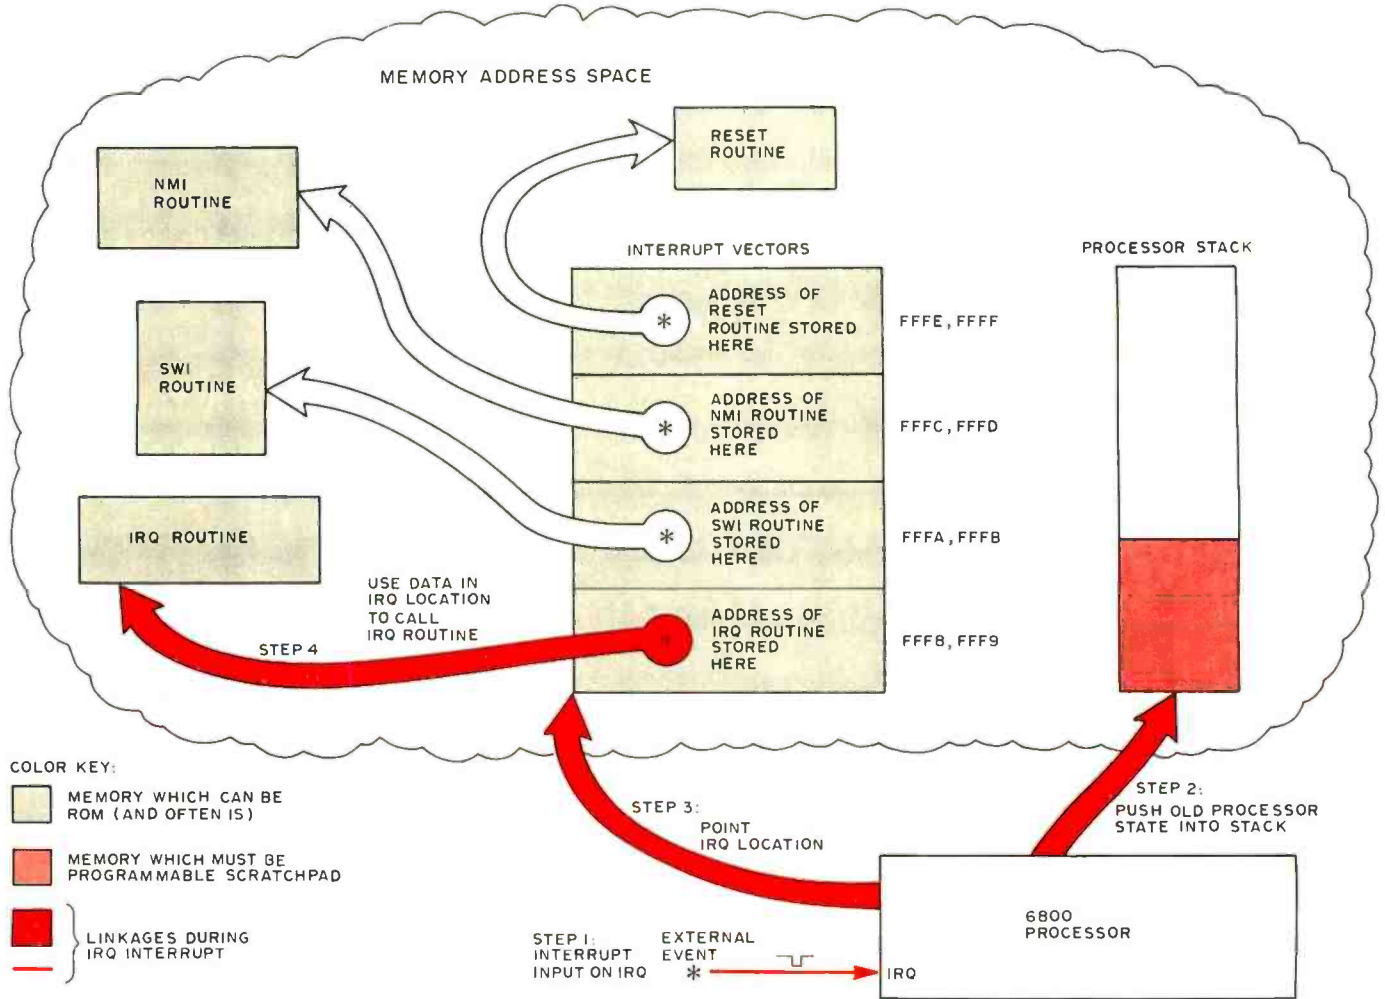 MEMORY ADDRESS SPACE
RESET
ROUTINE
NMI
ROUTINE
INTERRUPT VECTORS
PROCESSOR STACK
ADDRESS OF
RESET
ROUTINE STORED
HERE
*
FFFE, FFFF
SWI
ROUTINE
ADDRESS OF
NMI ROUTINE
STORED
HERE
*
FFFC, FFFD
ADDRESS OF
SWI ROUTINE
STORED
HERE
*
FFFA, FFFB
IRQ ROUTINE
USE DATA IN
IRQ LOCATION
TO CALL
IRQ ROUTINE
STEP 4
ADDRESS OF
IRQ ROUTINE
STORED
HERE
*
FFF8, FFF9
COLOR KEY:
MEMORY WHICH CAN BE
ROM (AND OFTEN IS)
MEMORY WHICH MUST BE
PROGRAMMABLE SCRATCHPAD
LINKAGES DURING
IRQ INTERRUPT
STEP 3:
POINT
IRQ LOCATION
STEP 2:
PUSH OLD PROCESSOR
STATE INTO STACK
6800
PROCESSOR
STEP 1:
INTERRUPT
INPUT ON IRQ
EXTERNAL
EVENT
*
IRQ